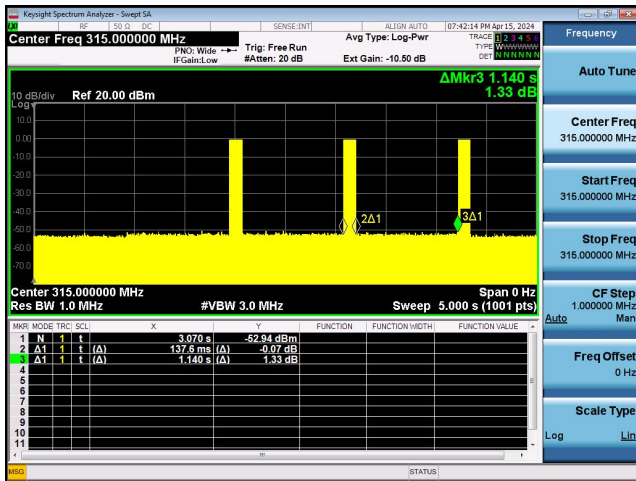 Keysight Spectrum Analyzer - Swept SA
RF 50 Ω DC SENSE:INT ALIGN AUTO 07:42:14 PM Apr 15, 2024
Center Freq 315.000000 MHz
PNO: Wide
IFGain:Low
Trig: Free Run
#Atten: 20 dB
Avg Type: Log-Pwr
Ext Gain: -10.50 dB
TRACE 1 2 3 4 5 6
TYPE WWWWWW
DET N N N N N N
ΔMkr3 1.140 s
1.33 dB
10 dB/div Ref 20.00 dBm
Log
10.0
0.00
-10.0
-20.0
-30.0
-40.0
-50.0
-60.0
-70.0
2Δ1
3Δ1
Center 315.000000 MHz Span 0 Hz
Res BW 1.0 MHz #VBW 3.0 MHz Sweep 5.000 s (1001 pts)
MKR MODE TRC SCL X Y FUNCTION FUNCTION WIDTH FUNCTION VALUE
1 N 1 t 3.070 s -52.94 dBm
2 Δ1 1 t (Δ) 137.6 ms (Δ) -0.07 dB
3 Δ1 1 t (Δ) 1.140 s (Δ) 1.33 dB
4
5
6
7
8
9
10
11
MSG STATUS
Frequency
Auto Tune
Center Freq
315.000000 MHz
Start Freq
315.000000 MHz
Stop Freq
315.000000 MHz
CF Step
1.000000 MHz
Auto Man
Freq Offset
0 Hz
Scale Type
Log Lin